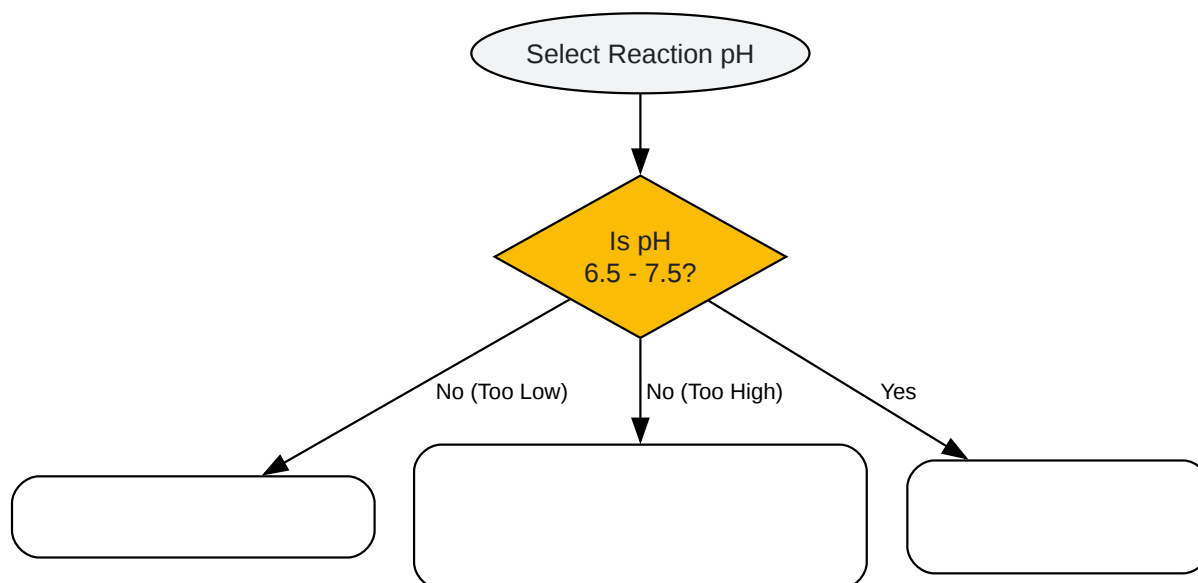 Select Reaction pH
Is pH
6.5 - 7.5?
No (Too Low)
No (Too High)
Yes